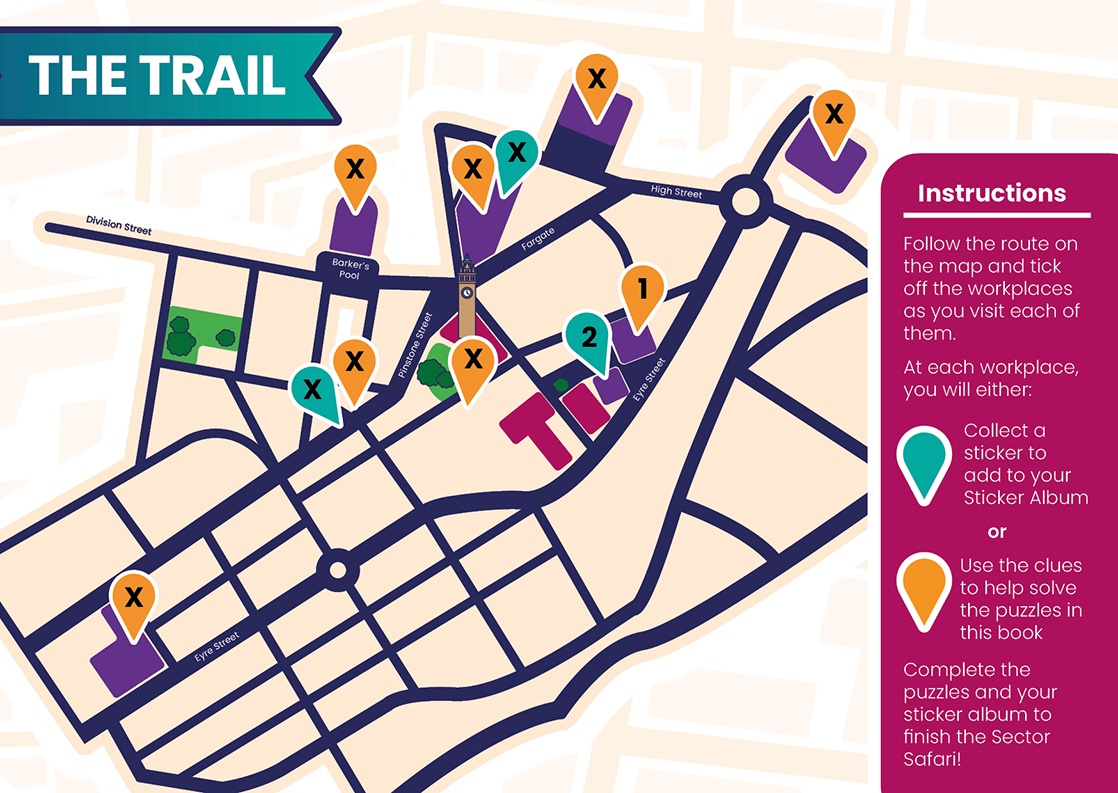 THE TRAIL
X
X
X
X
X
Division Street
High Street
Fargate
Barker's
Pool
1
Pinstone Street
2
X
X
X
Eyre Street
X
Eyre Street
Instructions
Follow the route on
the map and tick
off the workplaces
as you visit each of
them.
At each workplace,
you will either:
Collect a
sticker to
add to your
Sticker Album
or
Use the clues
to help solve
the puzzles in
this book
Complete the
puzzles and your
sticker album to
finish the Sector
Safari!